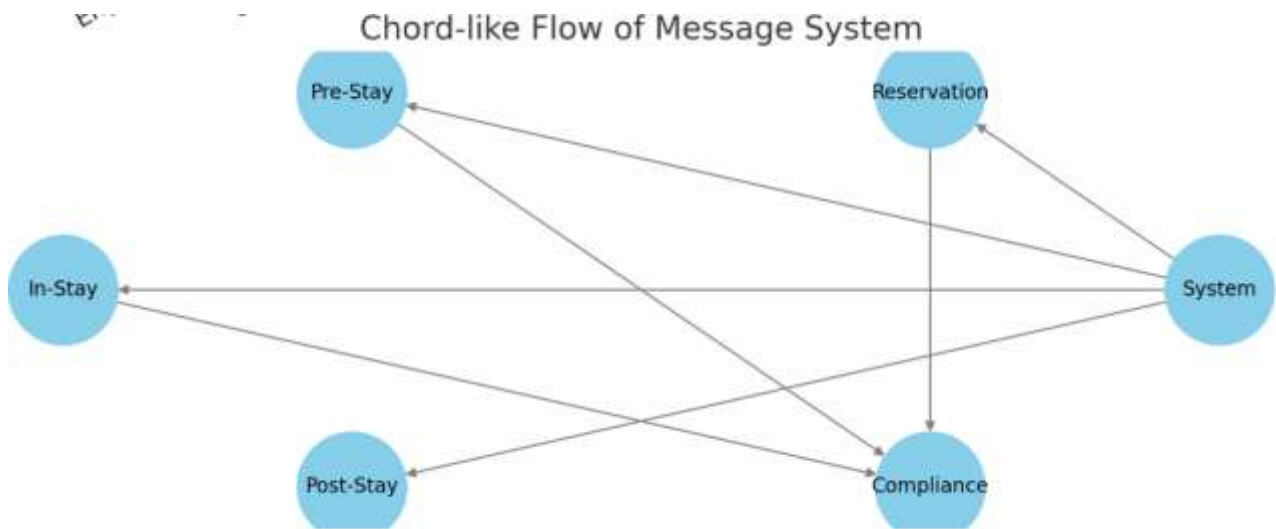 Chord-like Flow of Message System
Pre-Stay
Reservation
In-Stay
System
Post-Stay
Compliance